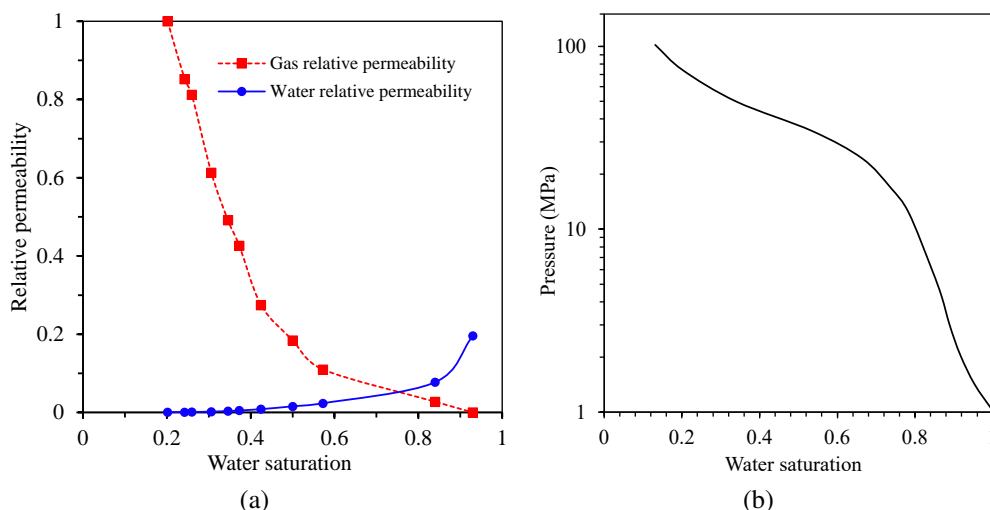 1
0.8
0.6
0.4
0.2
0
Relative permeability
Gas relative permeability
Water relative permeability
0 0.2 0.4 0.6 0.8 1
Water saturation
(a)
100
10
1
Pressure (MPa)
0 0.2 0.4 0.6 0.8
Water saturation
(b)